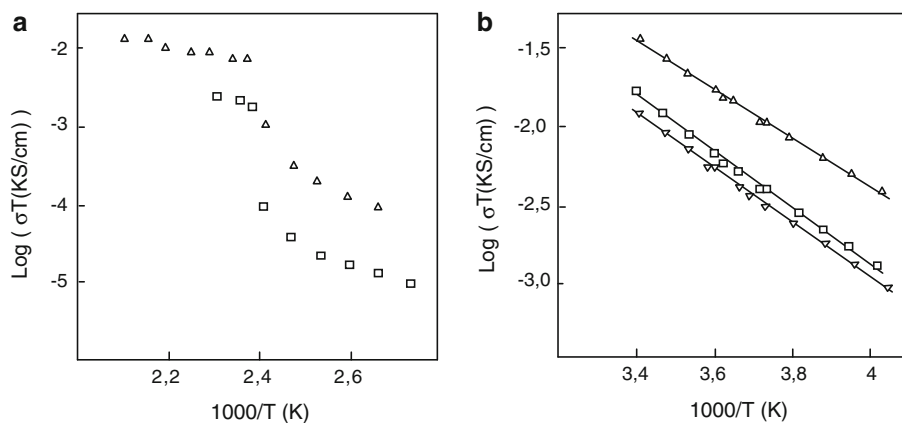 a
Log ( σT(KS/cm) )
-2
-3
-4
-5
2,2
2,4
2,6
1000/T (K)
b
Log ( σT(KS/cm) )
-1,5
-2,0
-2,5
-3,0
3,4
3,6
3,8
4
1000/T (K)